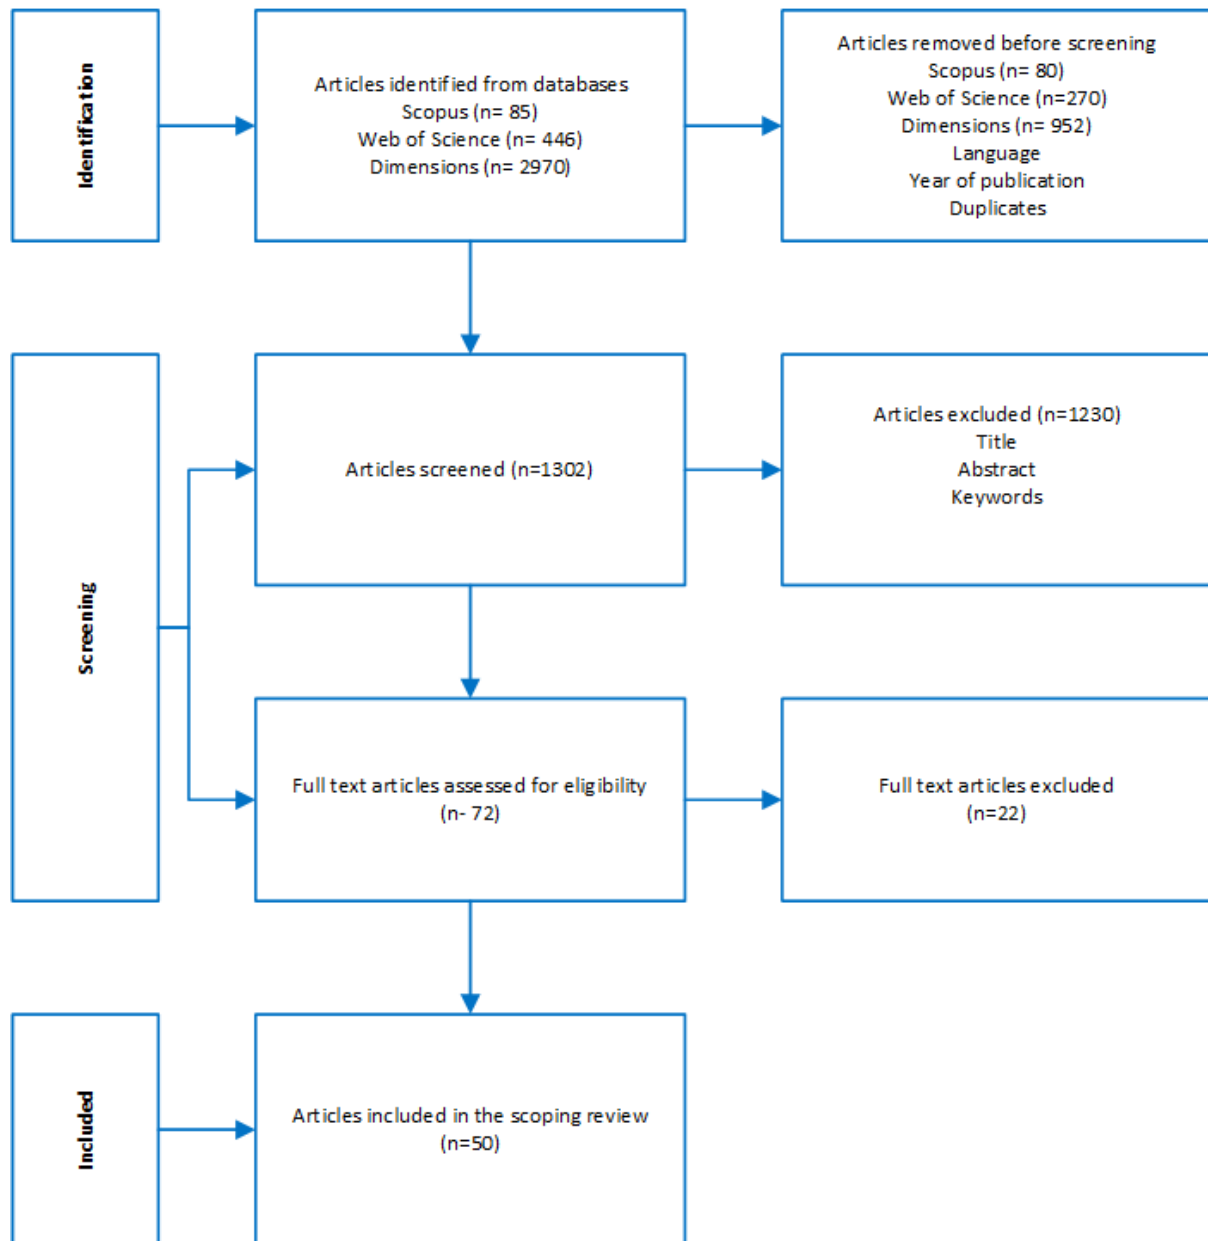 Identification
Articles identified from databases
Scopus (n= 85)
Web of Science (n= 446)
Dimensions (n= 2970)
Articles removed before screening
Scopus (n= 80)
Web of Science (n=270)
Dimensions (n= 952)
Language
Year of publication
Duplicates
Screening
Articles screened (n=1302)
Articles excluded (n=1230)
Title
Abstract
Keywords
Full text articles assessed for eligibility
(n- 72)
Full text articles excluded
(n=22)
Included
Articles included in the scoping review
(n=50)